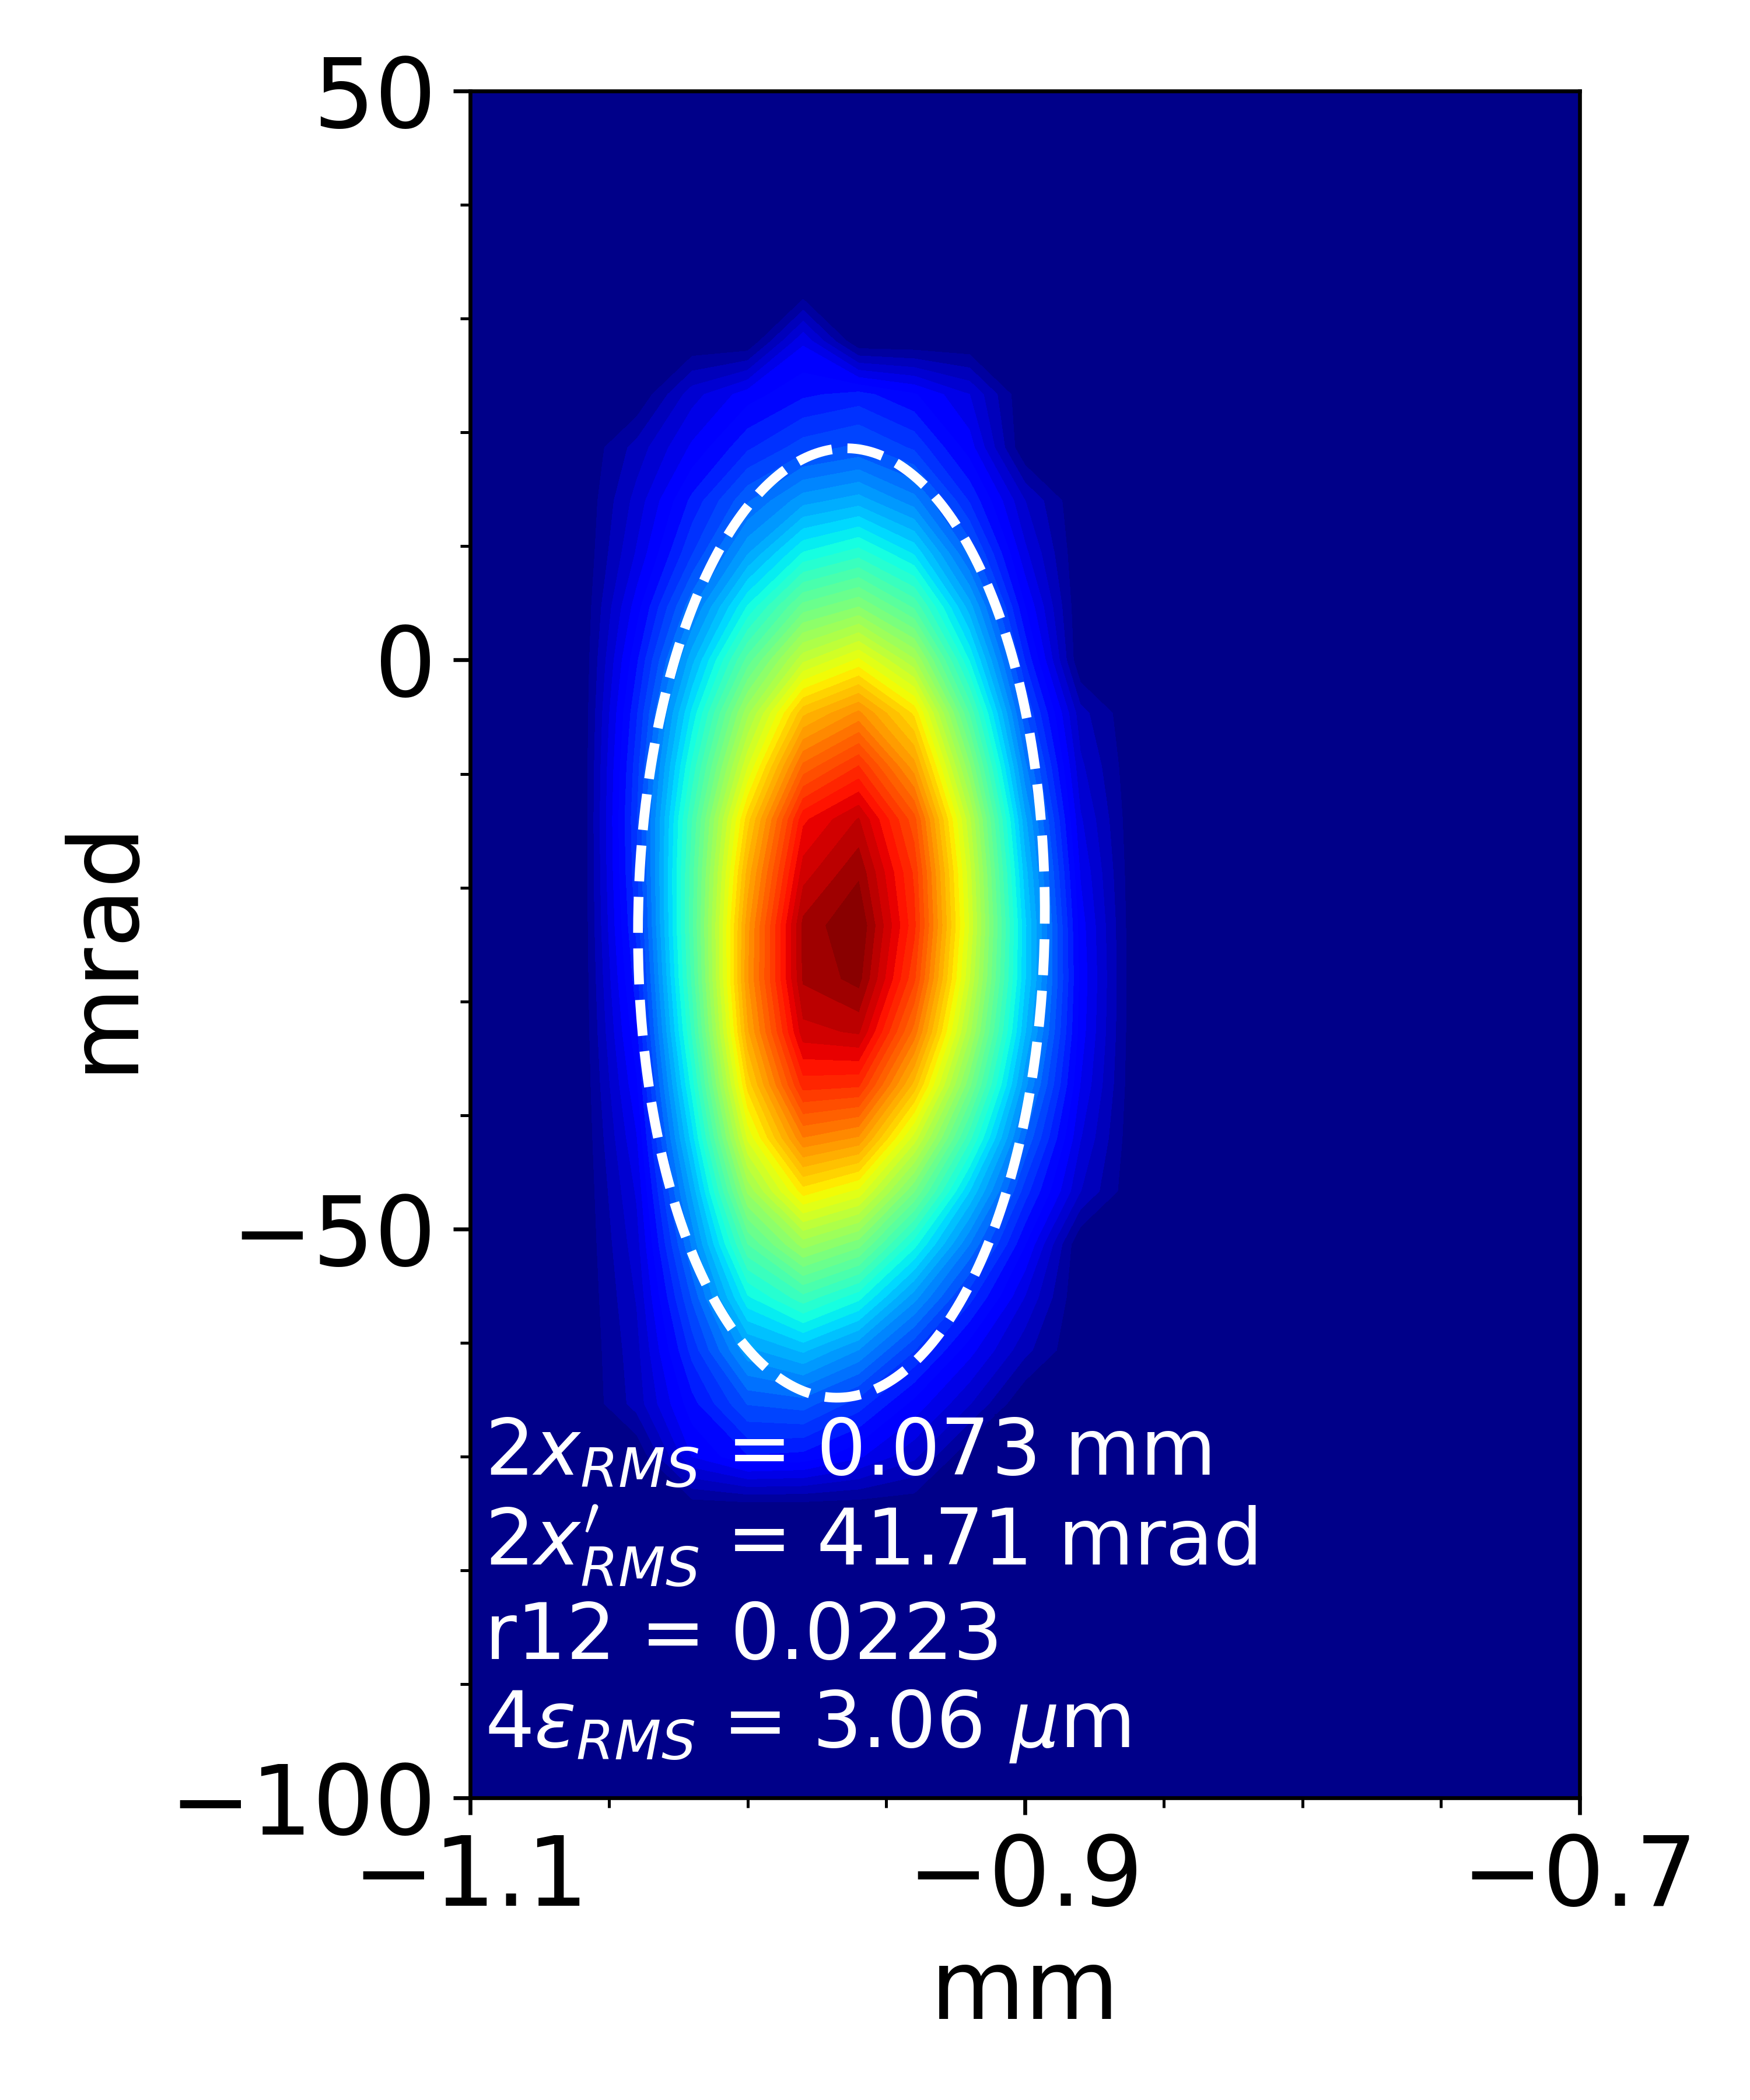 50
0
−50
−100
mrad
2x_RMS = 0.073 mm
2x′_RMS = 41.71 mrad
r12 = 0.0223
4ε_RMS = 3.06 μm
−1.1 −0.9 −0.7
mm